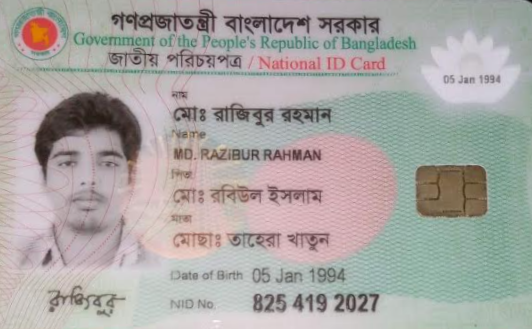 গণপ্রজাতন্ত্রী বাংলাদেশ সরকার
Government of the People's Republic of Bangladesh
জাতীয় পরিচয়পত্র / National ID Card
05 Jan 1994
নাম
মোঃ রাজিবুর রহমান
Name
MD. RAZIBUR RAHMAN
পিতা
মোঃ রবিউল ইসলাম
মাতা
মোছাঃ তাহেরা খাতুন
Date of Birth 05 Jan 1994
রাজিবুর
NID No. 825 419 2027